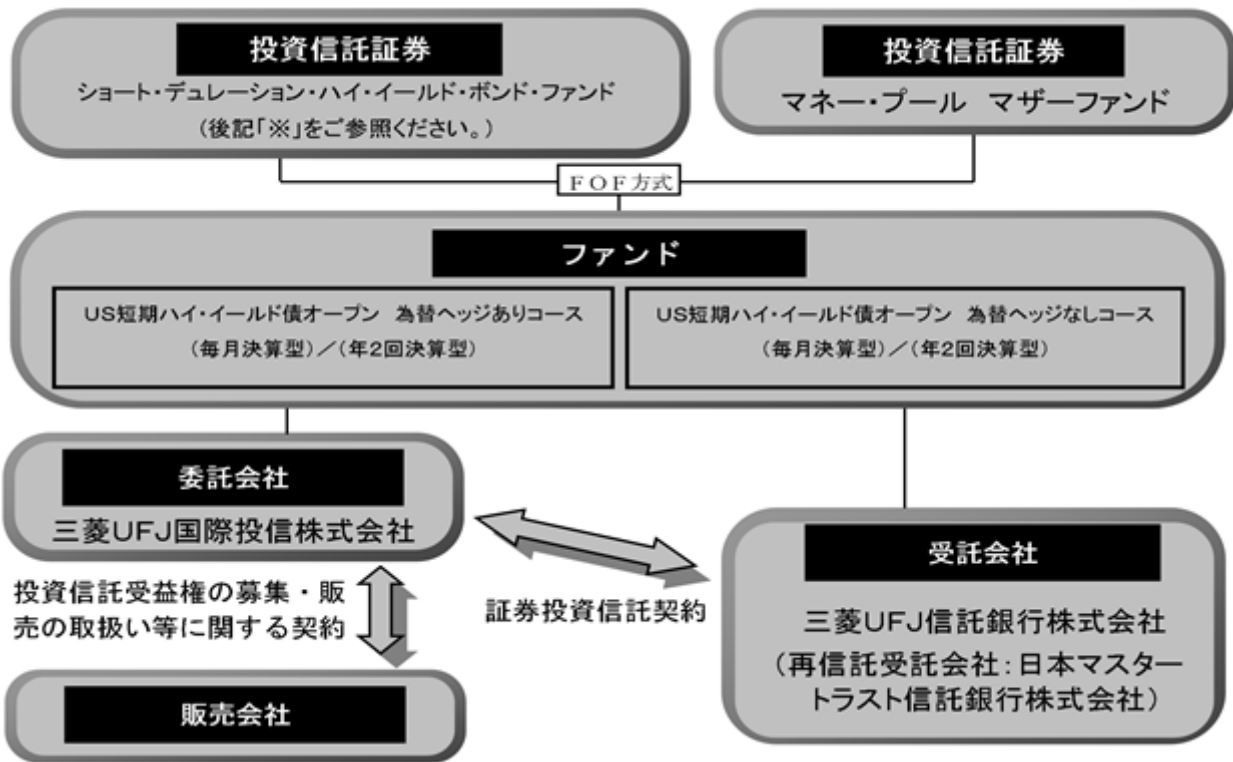 投資信託証券
ショート・デュレーション・ハイ・イールド・ボンド・ファンド
(後記「※」をご参照ください。)
投資信託証券
マネー・プール マザーファンド
FOF方式
ファンド
US短期ハイ・イールド債オープン 為替ヘッジありコース
(毎月決算型)/(年2回決算型)
US短期ハイ・イールド債オープン 為替ヘッジなしコース
(毎月決算型)/(年2回決算型)
委託会社
三菱UFJ国際投信株式会社
投資信託受益権の募集・販
売の取扱い等に関する契約
証券投資信託契約
受託会社
三菱UFJ信託銀行株式会社
(再信託受託会社:日本マスター
トラスト信託銀行株式会社)
販売会社